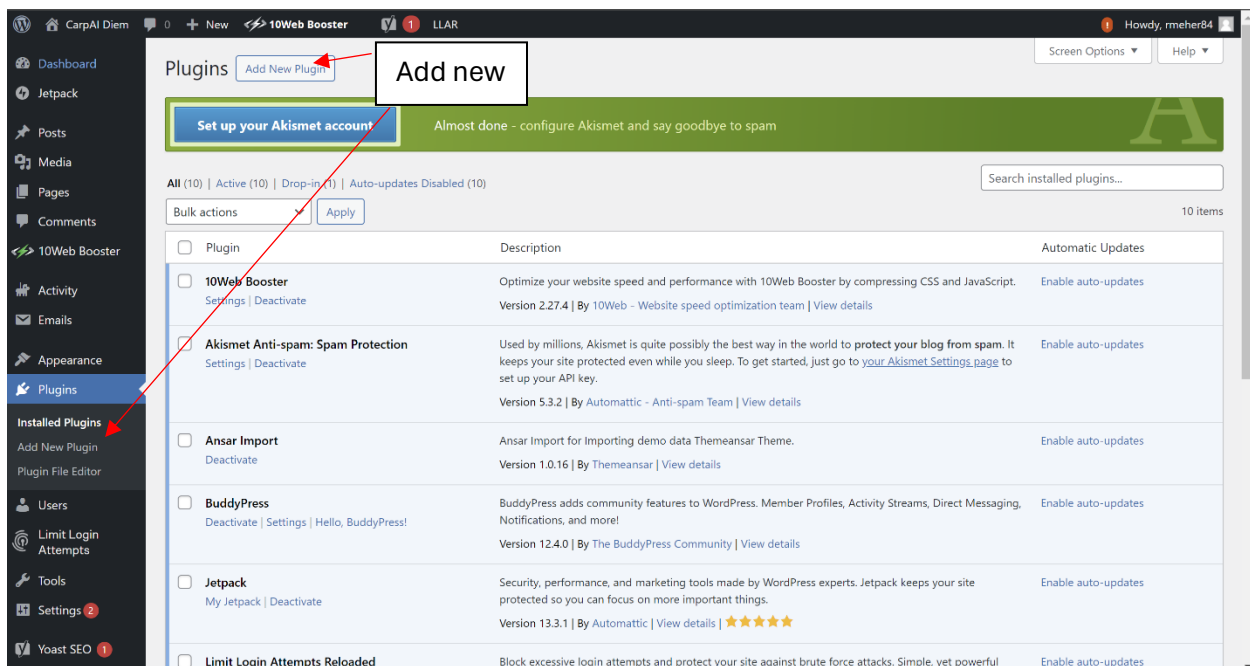 CarpAI Diem 0 + New 10Web Booster 1 LLAR ! Howdy, rmeher84
Dashboard
Jetpack
Posts
Media
Pages
Comments
10Web Booster
Activity
Emails
Appearance
Plugins
Installed Plugins
Add New Plugin
Plugin File Editor
Users
Limit Login
Attempts
Tools
Settings 2
Yoast SEO 1
Screen Options ▼ Help ▼
Plugins Add New Plugin
Add new
Set up your Akismet account Almost done - configure Akismet and say goodbye to spam
A
All (10) | Active (10) | Drop-in (1) | Auto-updates Disabled (10)
Search installed plugins...
Bulk actions Apply
10 items
Plugin Description Automatic Updates
10Web Booster
Settings | Deactivate
Optimize your website speed and performance with 10Web Booster by compressing CSS and JavaScript.
Version 2.27.4 | By 10Web - Website speed optimization team | View details
Enable auto-updates
Akismet Anti-spam: Spam Protection
Settings | Deactivate
Used by millions, Akismet is quite possibly the best way in the world to protect your blog from spam. It
keeps your site protected even while you sleep. To get started, just go to your Akismet Settings page to
set up your API key.
Version 5.3.2 | By Automattic - Anti-spam Team | View details
Enable auto-updates
Ansar Import
Deactivate
Ansar Import for Importing demo data Themeansar Theme.
Version 1.0.16 | By Themeansar | View details
Enable auto-updates
BuddyPress
Deactivate | Settings | Hello, BuddyPress!
BuddyPress adds community features to WordPress. Member Profiles, Activity Streams, Direct Messaging,
Notifications, and more!
Version 12.4.0 | By The BuddyPress Community | View details
Enable auto-updates
Jetpack
My Jetpack | Deactivate
Security, performance, and marketing tools made by WordPress experts. Jetpack keeps your site
protected so you can focus on more important things.
Version 13.3.1 | By Automattic | View details | ★★★★★
Enable auto-updates
Limit Login Attempts Reloaded
Block excessive login attempts and protect your site against brute force attacks. Simple, yet powerful
Enable auto-updates